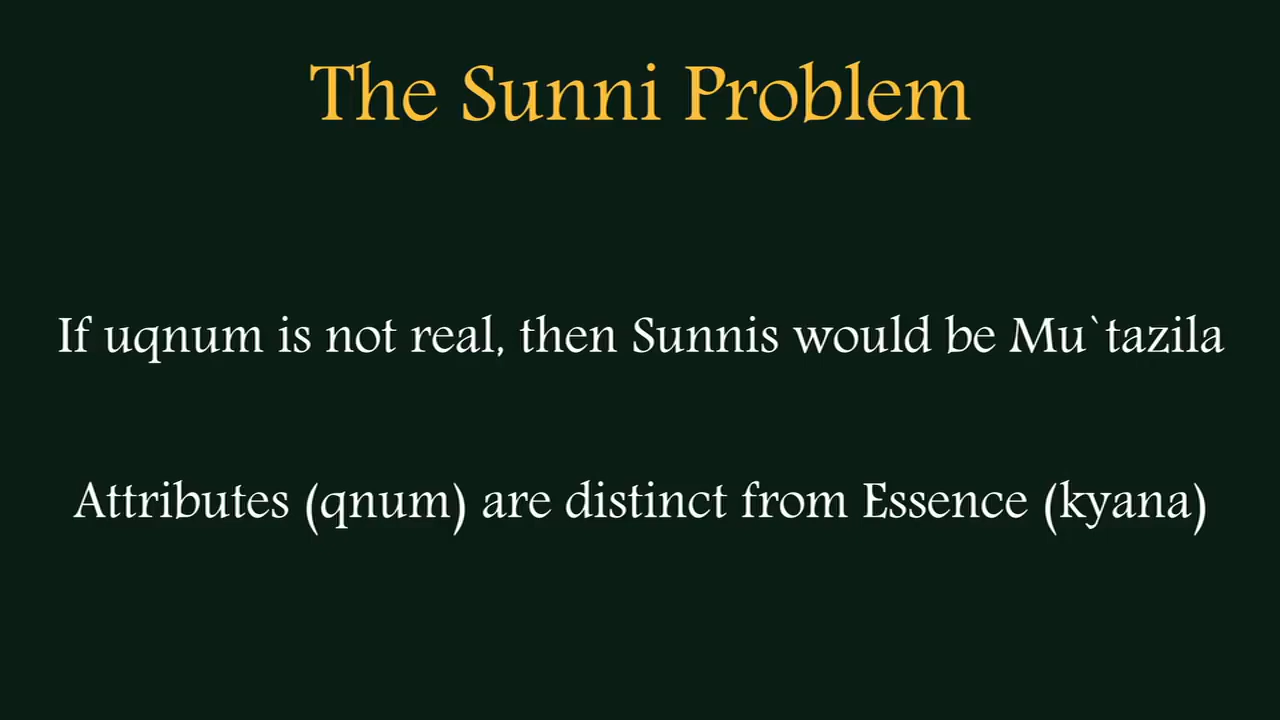 The Sunni Problem
If uqnum is not real, then Sunnis would be Mu`tazila
Attributes (qnum) are distinct from Essence (kyana)